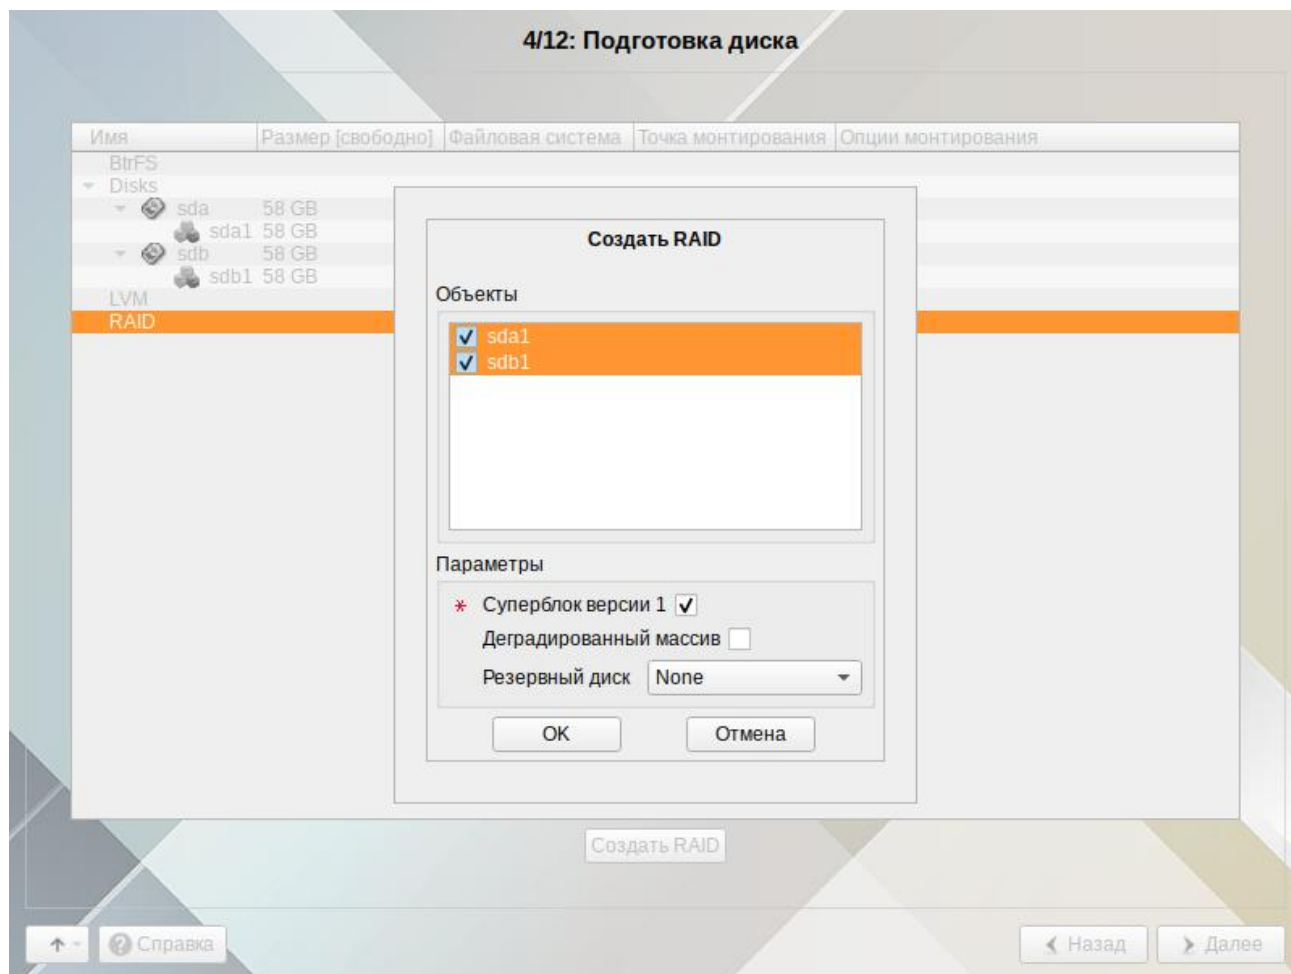 4/12: Подготовка диска
Имя Размер [свободно] Файловая система Точка монтирования Опции монтирования
BtrFS
Disks
sda 58 GB
sda1 58 GB
sdb 58 GB
sdb1 58 GB
LVM
RAID
Создать RAID
Объекты
sda1
sdb1
Параметры
* Суперблок версии 1
Деградированный массив
Резервный диск None
OK Отмена
Создать RAID
Справка Назад Далее